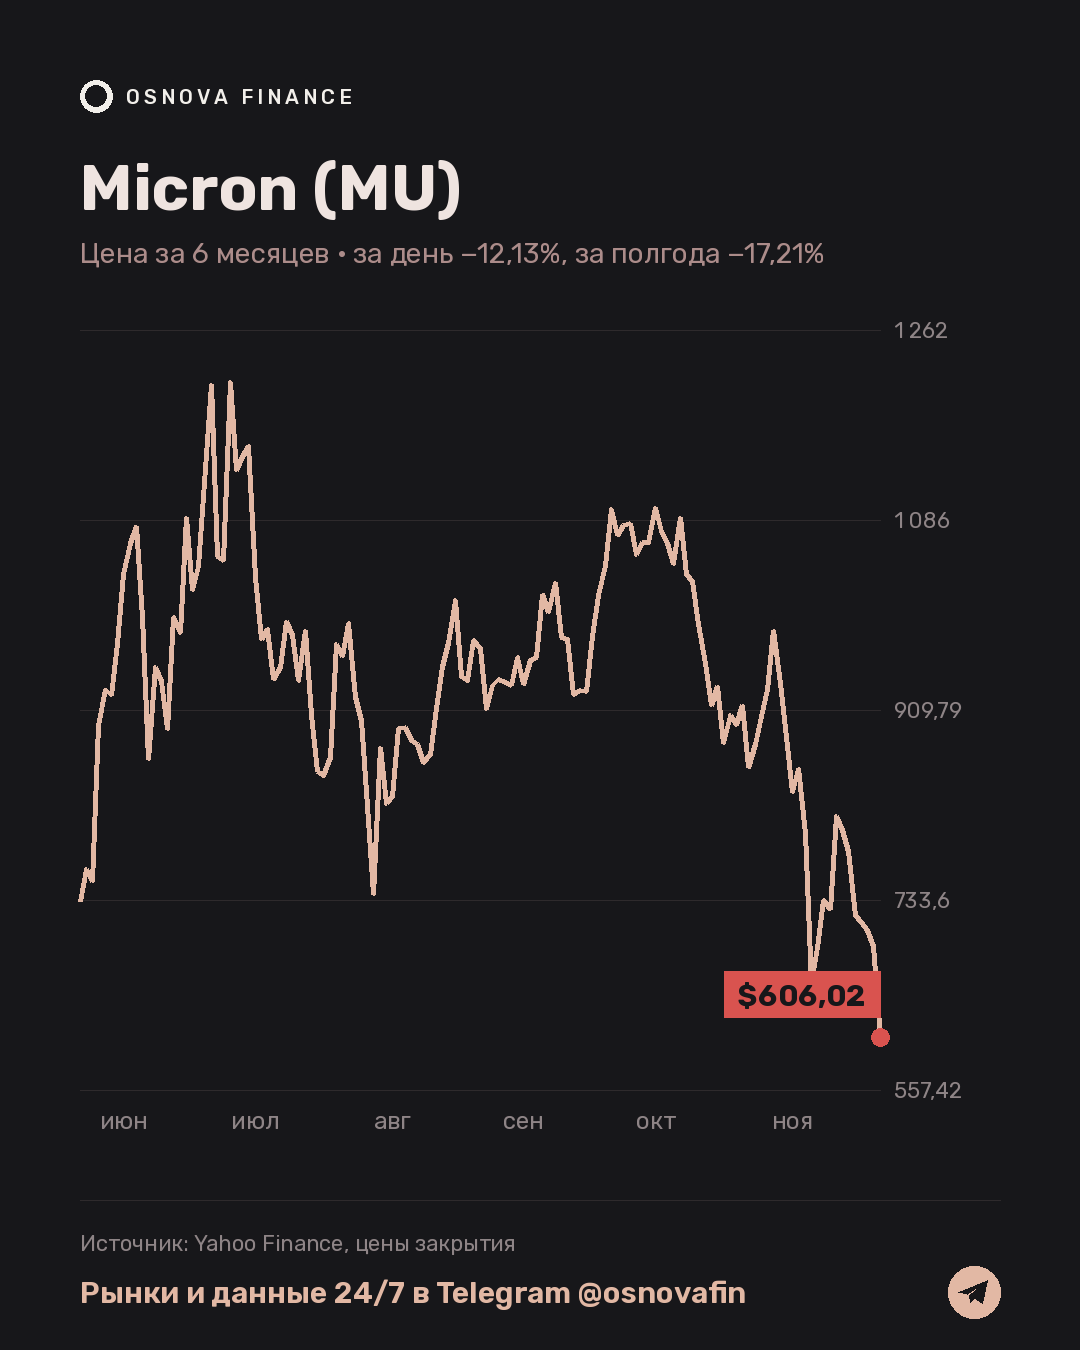 OSNOVA FINANCE
Micron (MU)
Цена за 6 месяцев • за день −12,13%, за полгода −17,21%
1 262
1 086
909,79
733,6
$606,02
557,42
июн июл авг сен окт ноя
Источник: Yahoo Finance, цены закрытия
Рынки и данные 24/7 в Telegram @osnovafin